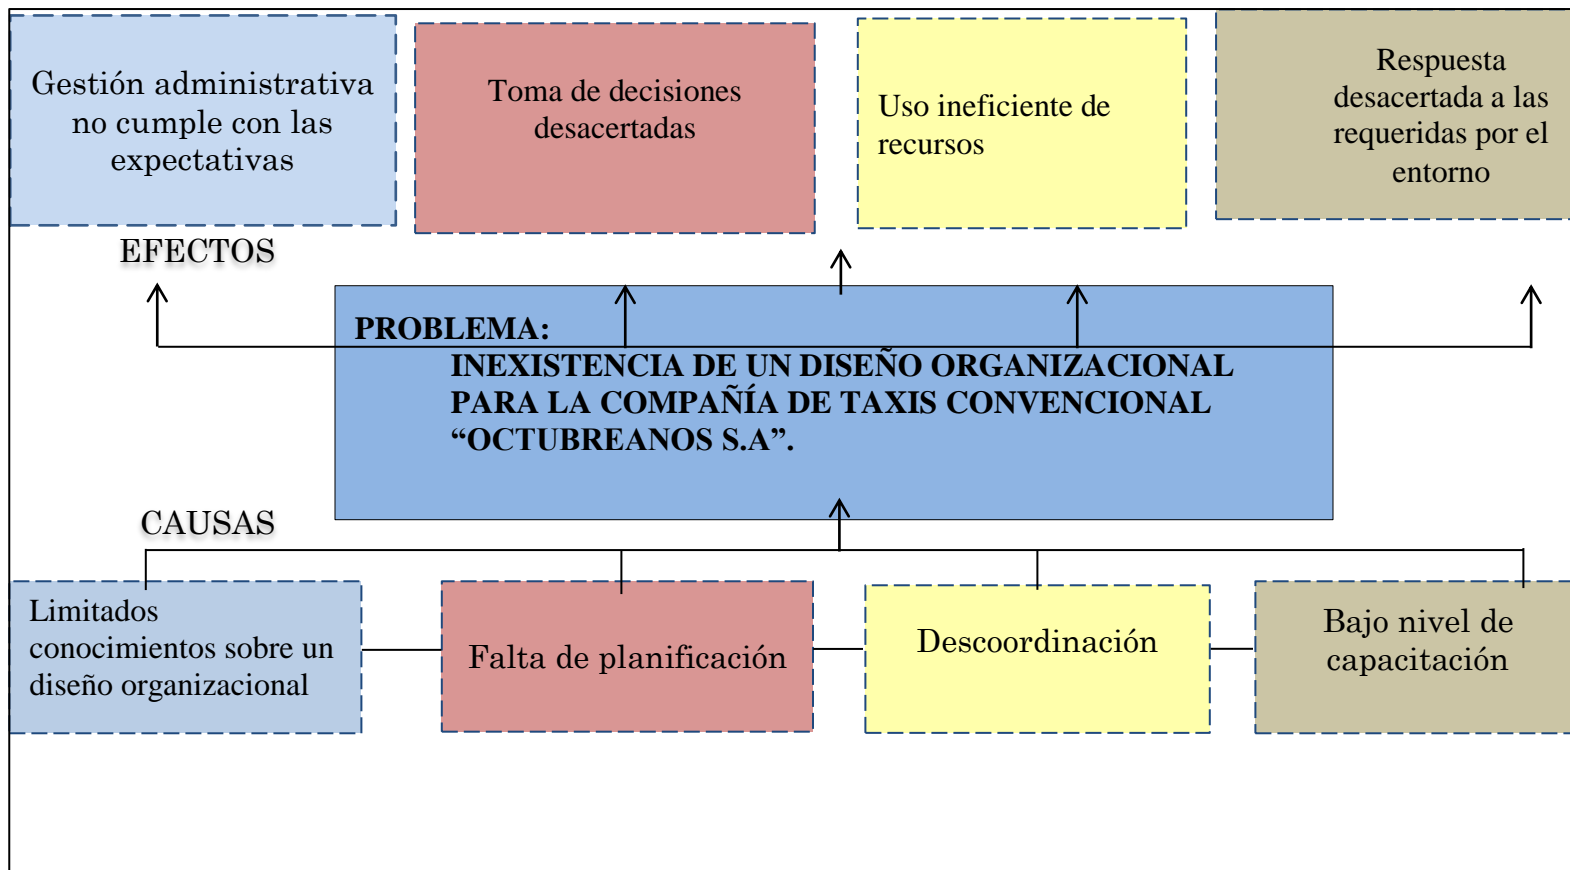 Gestión administrativa
no cumple con las
expectativas
Toma de decisiones
desacertadas
Uso ineficiente de
recursos
Respuesta
desacertada a las
requeridas por el
entorno
EFECTOS
PROBLEMA:
INEXISTENCIA DE UN DISEÑO ORGANIZACIONAL
PARA LA COMPAÑÍA DE TAXIS CONVENCIONAL
“OCTUBREANOS S.A”.
CAUSAS
Limitados
conocimientos sobre un
diseño organizacional
Falta de planificación
Descoordinación
Bajo nivel de
capacitación